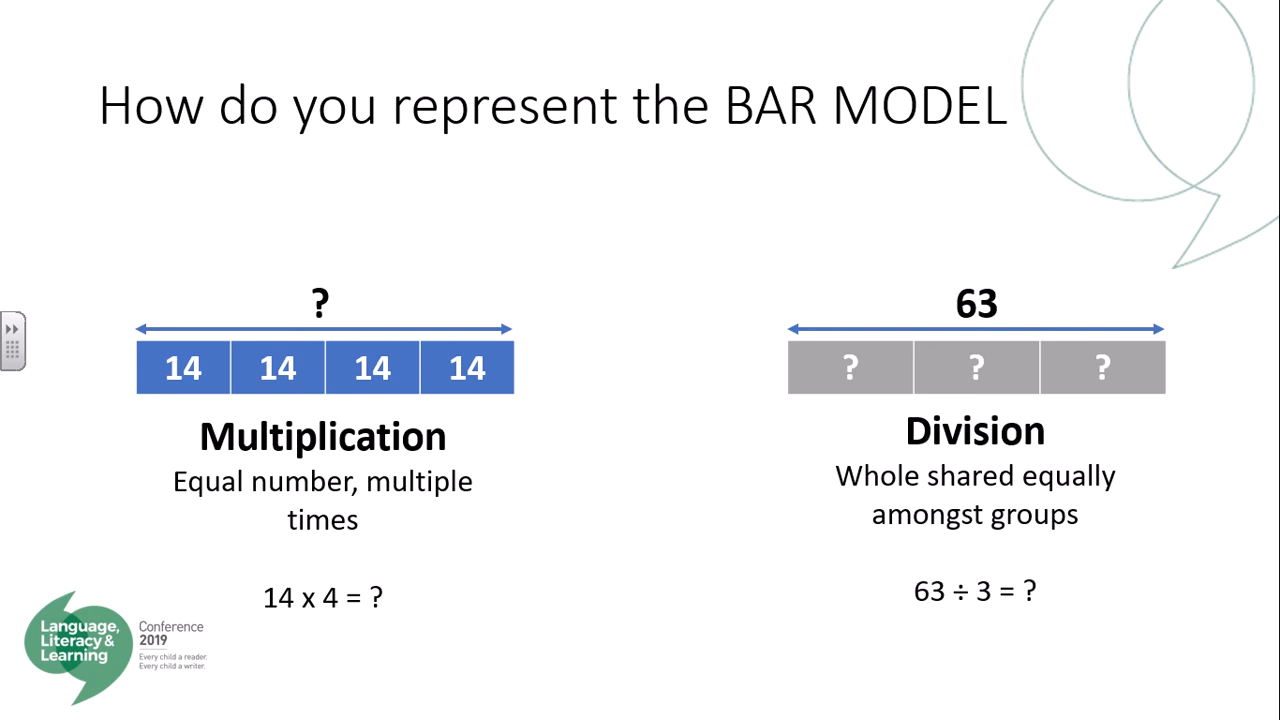 How do you represent the BAR MODEL
?
14 14 14 14
Multiplication
Equal number, multiple
times
14 x 4 = ?
63
? ? ?
Division
Whole shared equally
amongst groups
63 ÷ 3 = ?
Language,
Literacy &
Learning
Conference
2019
Every child a reader.
Every child a writer.